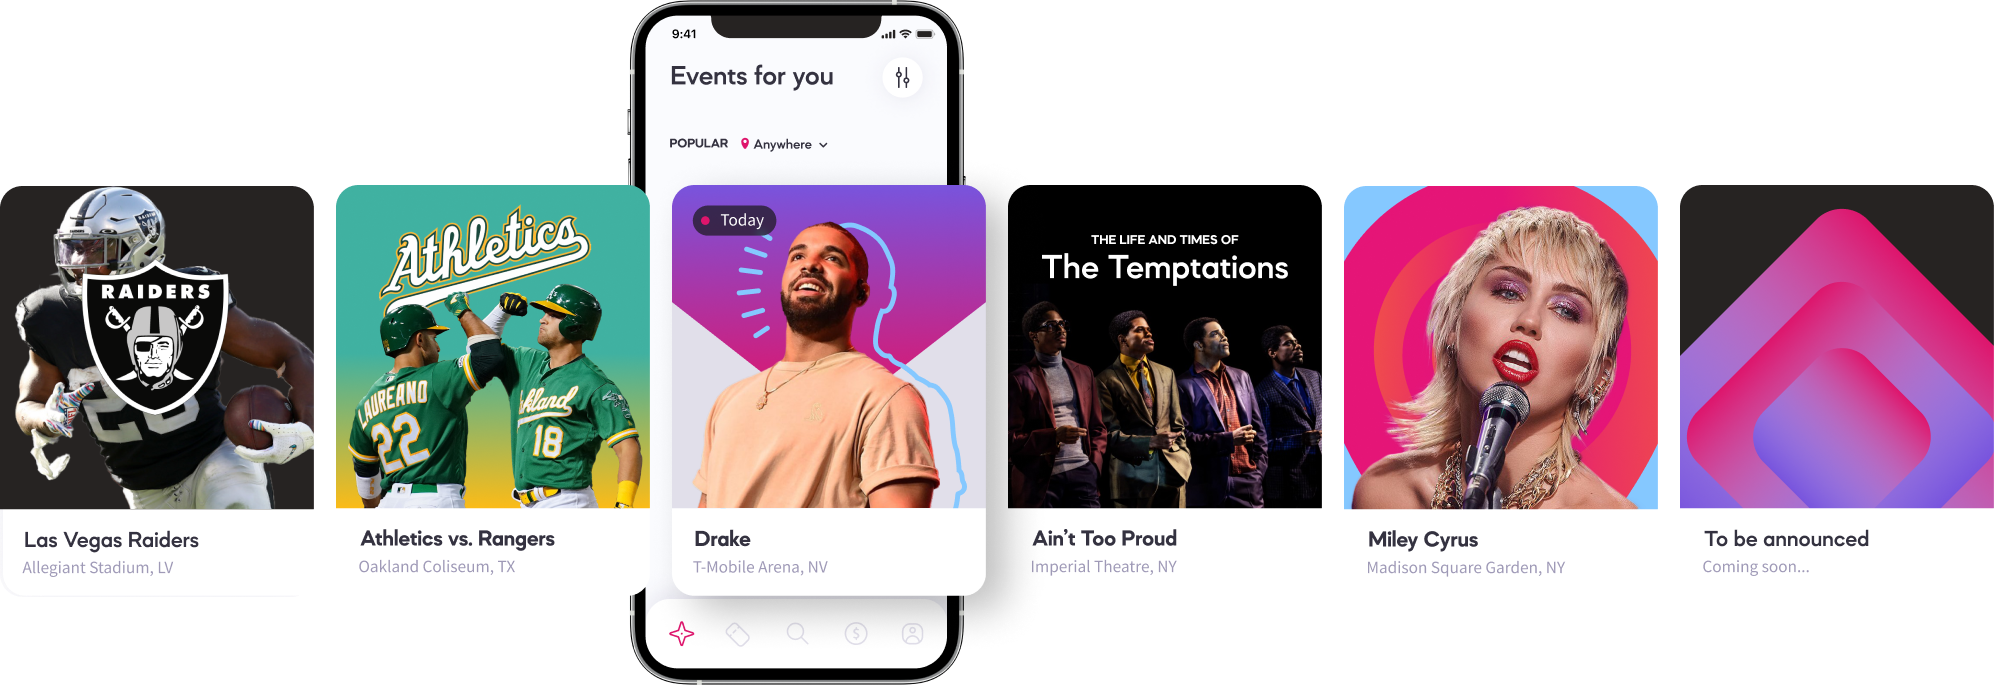 9:41
Events for you
POPULAR Anywhere
RAIDERS
Las Vegas Raiders
Allegiant Stadium, LV
Athletics
LAUREANO
22
kland
18
Athletics vs. Rangers
Oakland Coliseum, TX
Today
Drake
T-Mobile Arena, NV
THE LIFE AND TIMES OF
The Temptations
Ain't Too Proud
Imperial Theatre, NY
Miley Cyrus
Madison Square Garden, NY
To be announced
Coming soon...